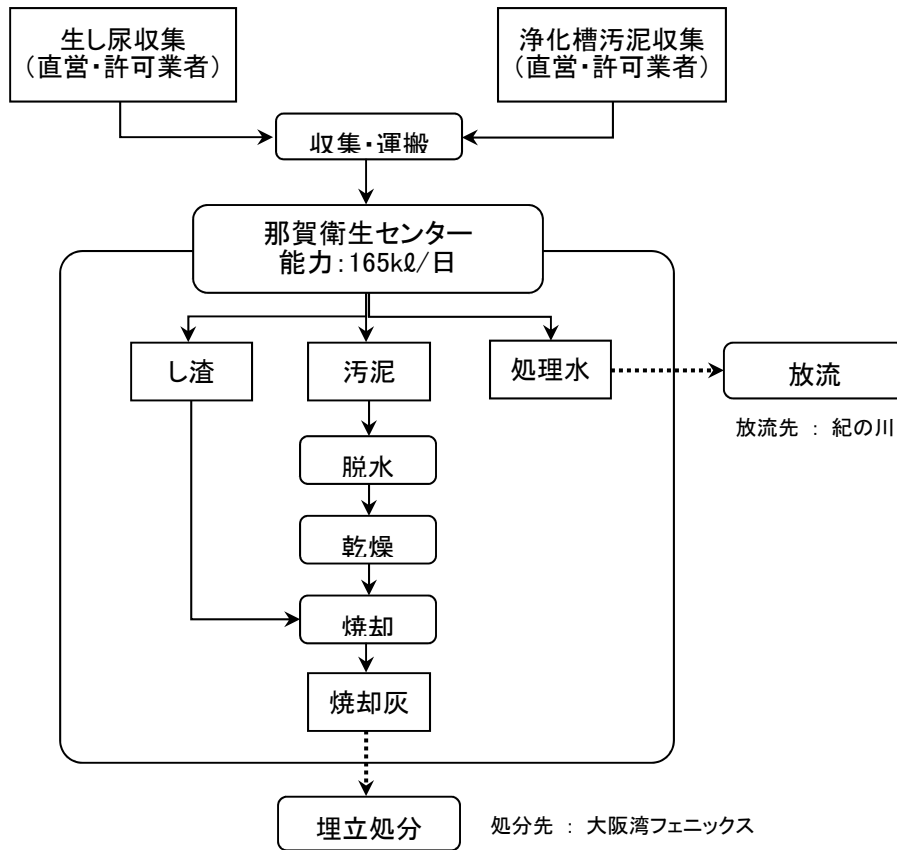 生し尿収集
（直営・許可業者）
浄化槽汚泥収集
（直営・許可業者）
収集・運搬
那賀衛生センター
能力：165kℓ/日
し渣
汚泥
処理水
放流
放流先 ： 紀の川
脱水
乾燥
焼却
焼却灰
埋立処分
処分先 ： 大阪湾フェニックス